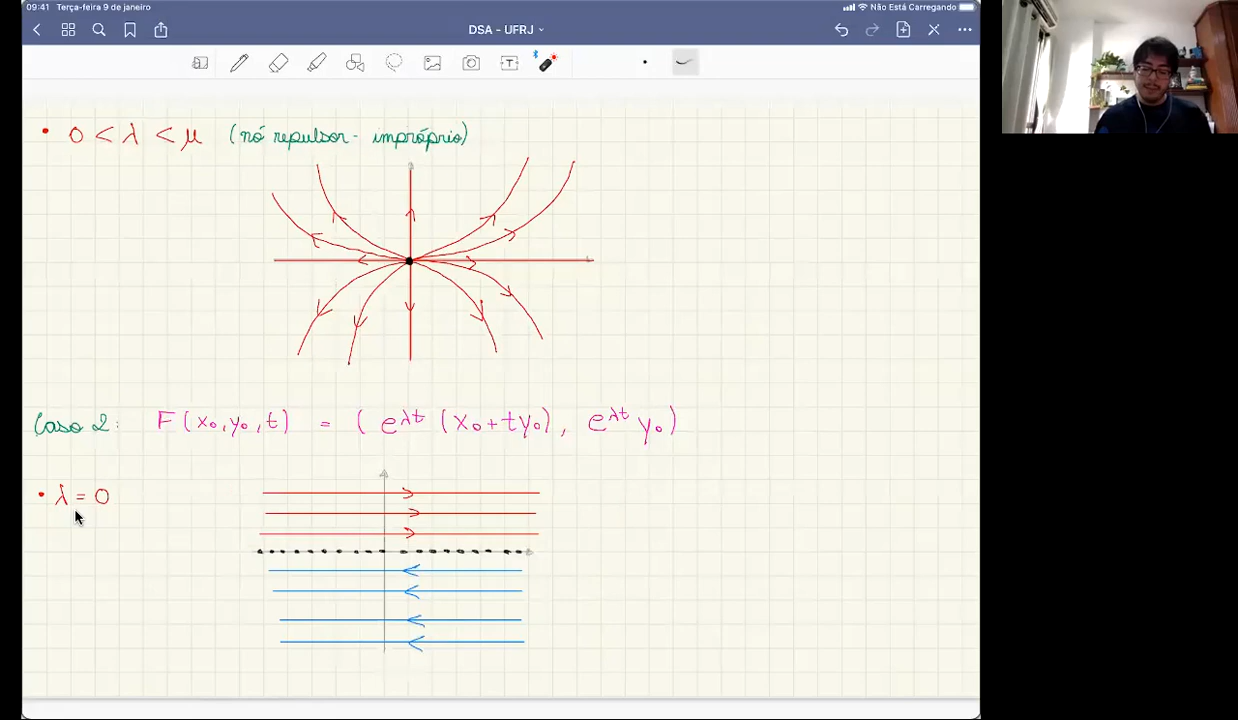 09:41 Terça-feira 9 de janeiro
Não Está Carregando
DSA - UFRJ
• 0 < λ < μ (nó repulsor - impróprio)
Caso 2: F(x₀,y₀,t) = (e^{λt}(x₀+ty₀), e^{λt}y₀)
• λ = 0